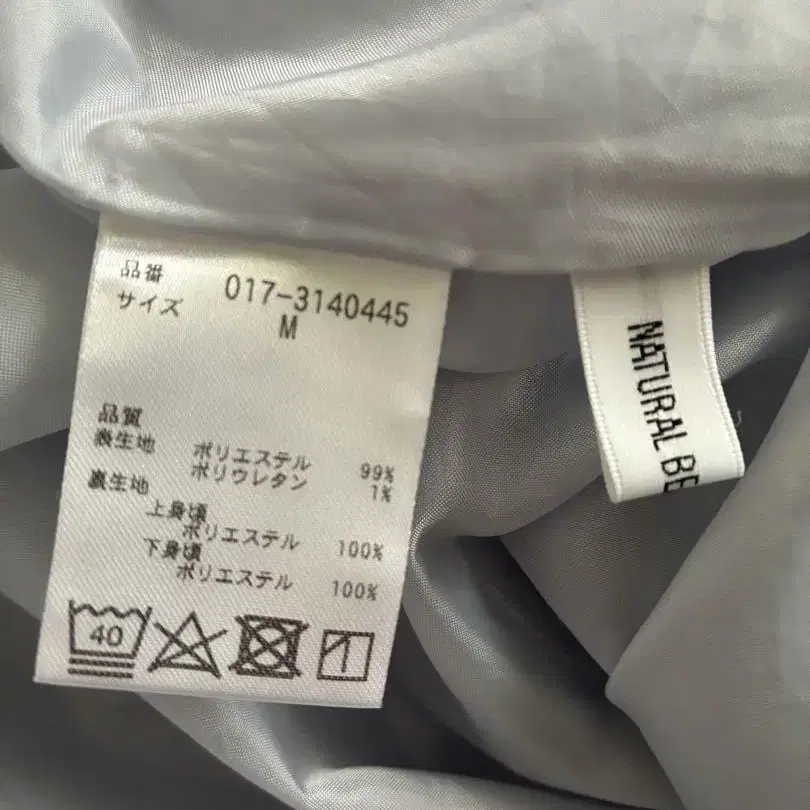 品番 017-3140445
サイズ M
品質
表生地 ポリエステル 99%
ポリウレタン 1%
裏生地
上身頃
ポリエステル 100%
下身頃
ポリエステル 100%
40
NATURAL BE